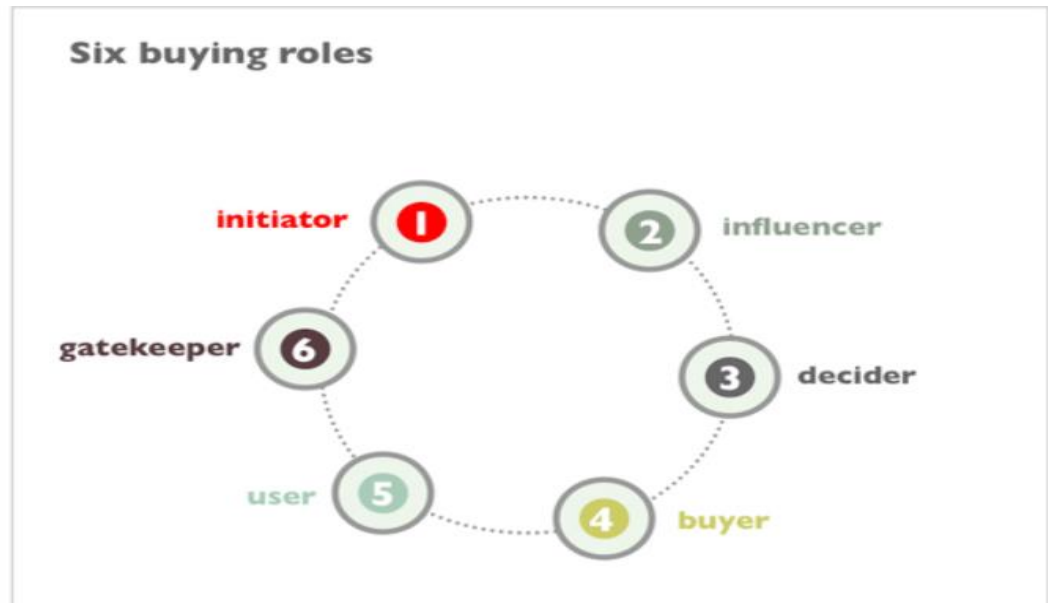 Six buying roles
initiator
1
2
influencer
gatekeeper
6
3
decider
user
5
4
buyer